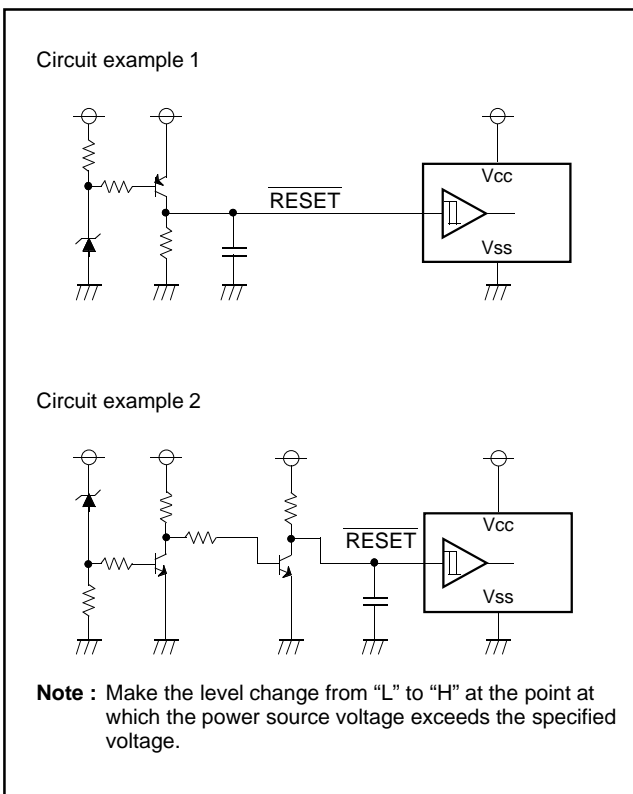 Circuit example 1
RESET
Vcc
Vss
Circuit example 2
RESET
Vcc
Vss
Note : Make the level change from “L” to “H” at the point at
which the power source voltage exceeds the specified
voltage.